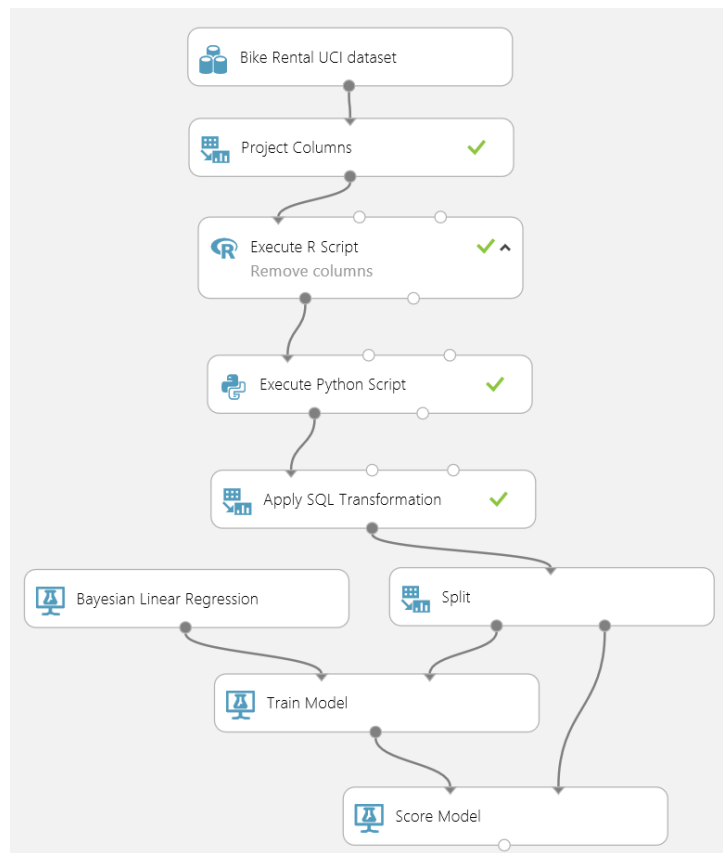 Bike Rental UCI dataset
Project Columns
R Execute R Script
Remove columns
Execute Python Script
Apply SQL Transformation
Bayesian Linear Regression
Split
Train Model
Score Model